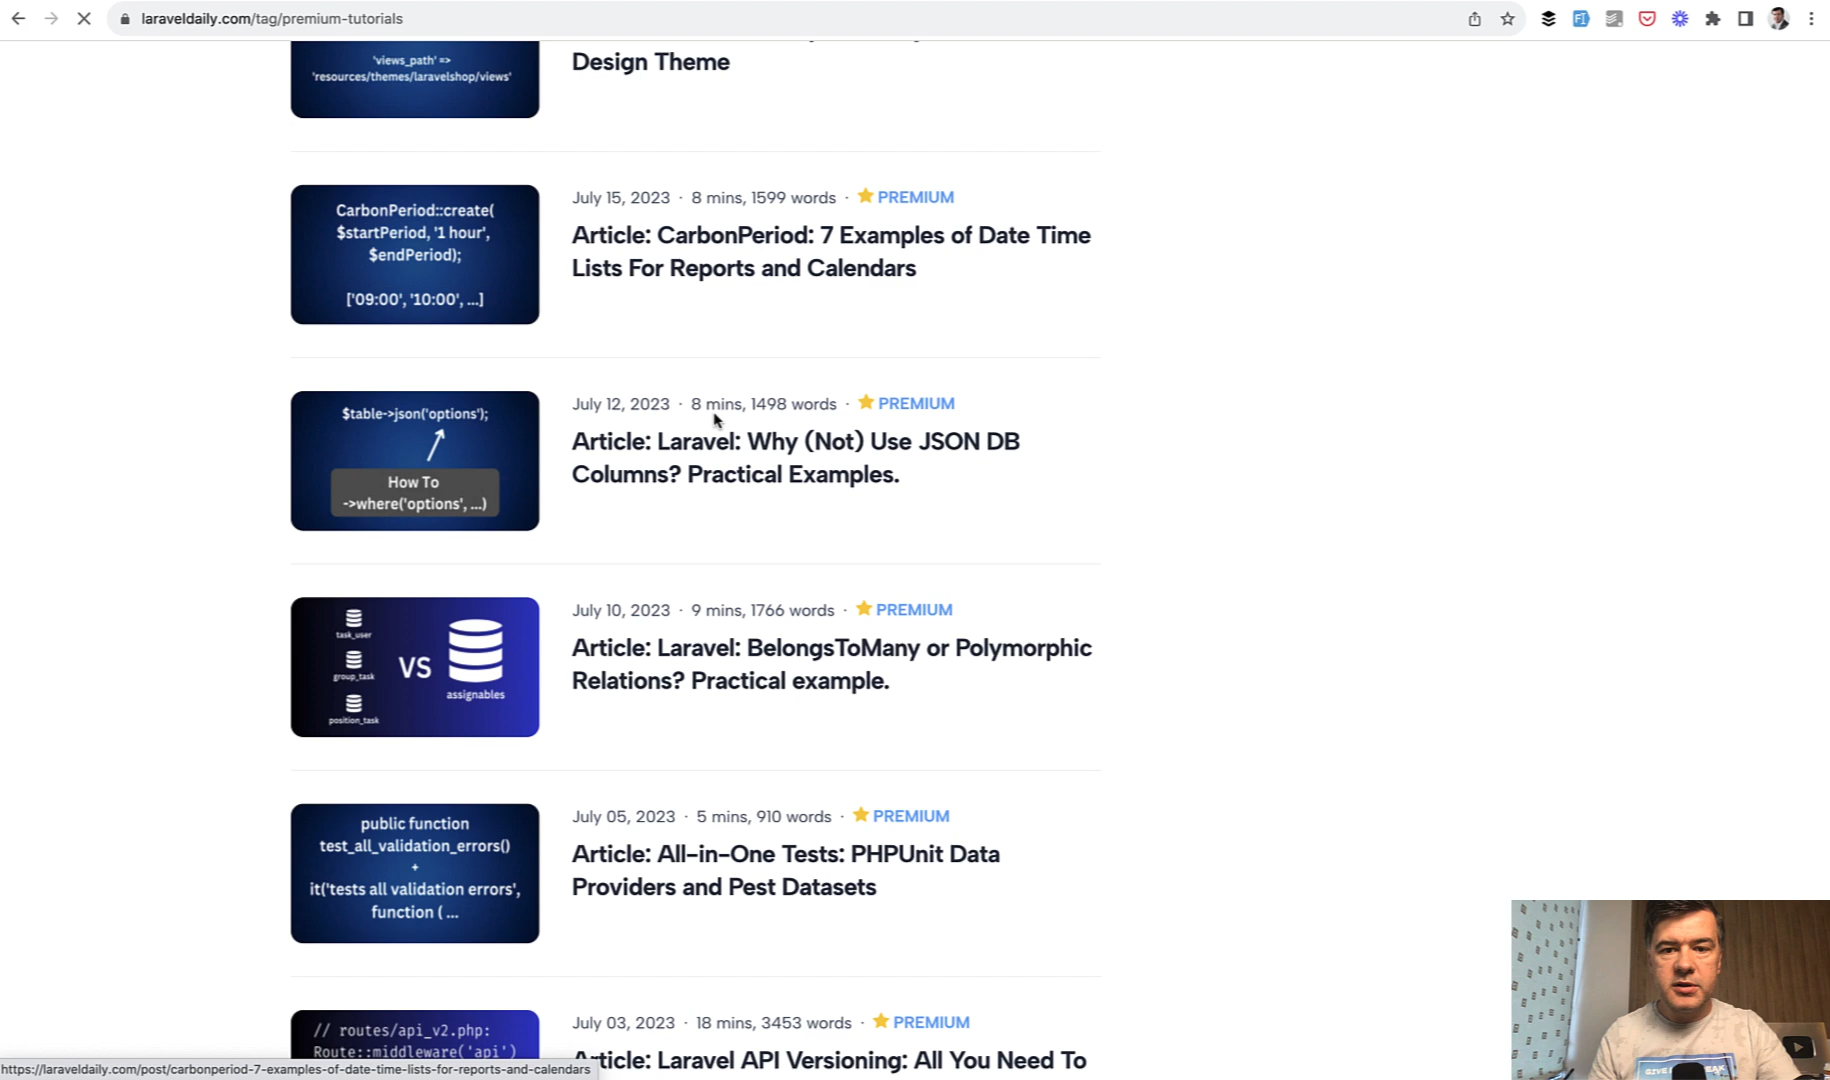 laraveldaily.com/tag/premium-tutorials
'views_path' =>
'resources/themes/laravelshop/views'
Design Theme
CarbonPeriod::create(
$startPeriod, '1 hour',
$endPeriod);
['09:00', '10:00', ...]
July 15, 2023 · 8 mins, 1599 words · PREMIUM
Article: CarbonPeriod: 7 Examples of Date Time
Lists For Reports and Calendars
$table->json('options');
How To
->where('options', ...)
July 12, 2023 · 8 mins, 1498 words · PREMIUM
Article: Laravel: Why (Not) Use JSON DB
Columns? Practical Examples.
task_user
group_task
position_task
VS
assignables
July 10, 2023 · 9 mins, 1766 words · PREMIUM
Article: Laravel: BelongsToMany or Polymorphic
Relations? Practical example.
public function
test_all_validation_errors()
+
it('tests all validation errors',
function ( ...
July 05, 2023 · 5 mins, 910 words · PREMIUM
Article: All-in-One Tests: PHPUnit Data
Providers and Pest Datasets
// routes/api_v2.php:
Route::middleware('api')
July 03, 2023 · 18 mins, 3453 words · PREMIUM
Article: Laravel API Versioning: All You Need To
https://laraveldaily.com/post/carbonperiod-7-examples-of-date-time-lists-for-reports-and-calendars